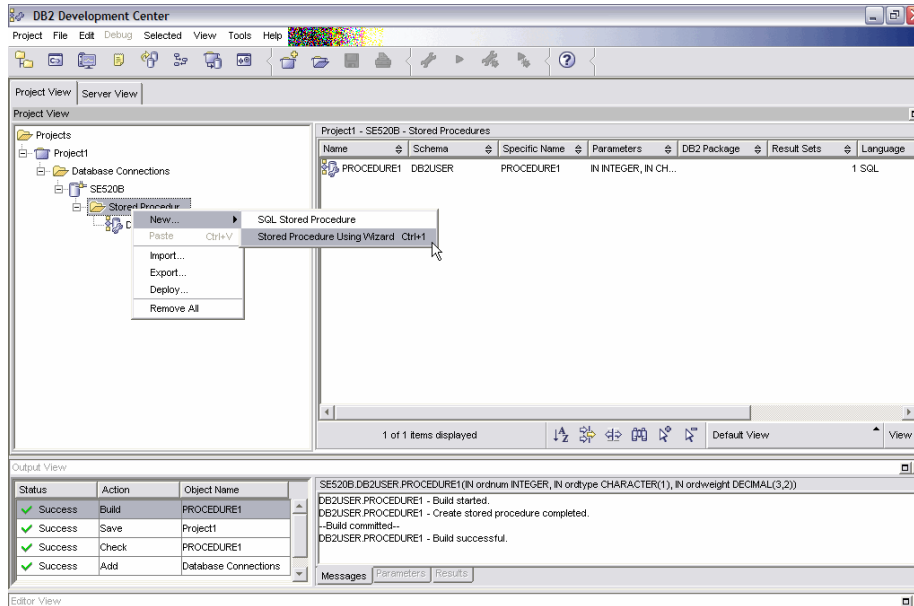 DB2 Development Center
Project File Edit Debug Selected View Tools Help
Project View Server View
Project View
Projects
Project1
Database Connections
SE520B
Stored Procedur...
D
New...
Paste Ctrl+V
Import...
Export...
Deploy...
Remove All
SQL Stored Procedure
Stored Procedure Using Wizard Ctrl+1
Project1 - SE520B - Stored Procedures
Name Schema Specific Name Parameters DB2 Package Result Sets Language
PROCEDURE1 DB2USER PROCEDURE1 IN INTEGER, IN CH... 1 SQL
1 of 1 items displayed Default View View
Output View
Status Action Object Name
Success Build PROCEDURE1
Success Save Project1
Success Check PROCEDURE1
Success Add Database Connections
SE520B.DB2USER.PROCEDURE1(IN ordnum INTEGER, IN ordtype CHARACTER(1), IN ordweight DECIMAL(3,2))
DB2USER.PROCEDURE1 - Build started.
DB2USER.PROCEDURE1 - Create stored procedure completed.
--Build committed--
DB2USER.PROCEDURE1 - Build successful.
Messages Parameters Results
Editor View